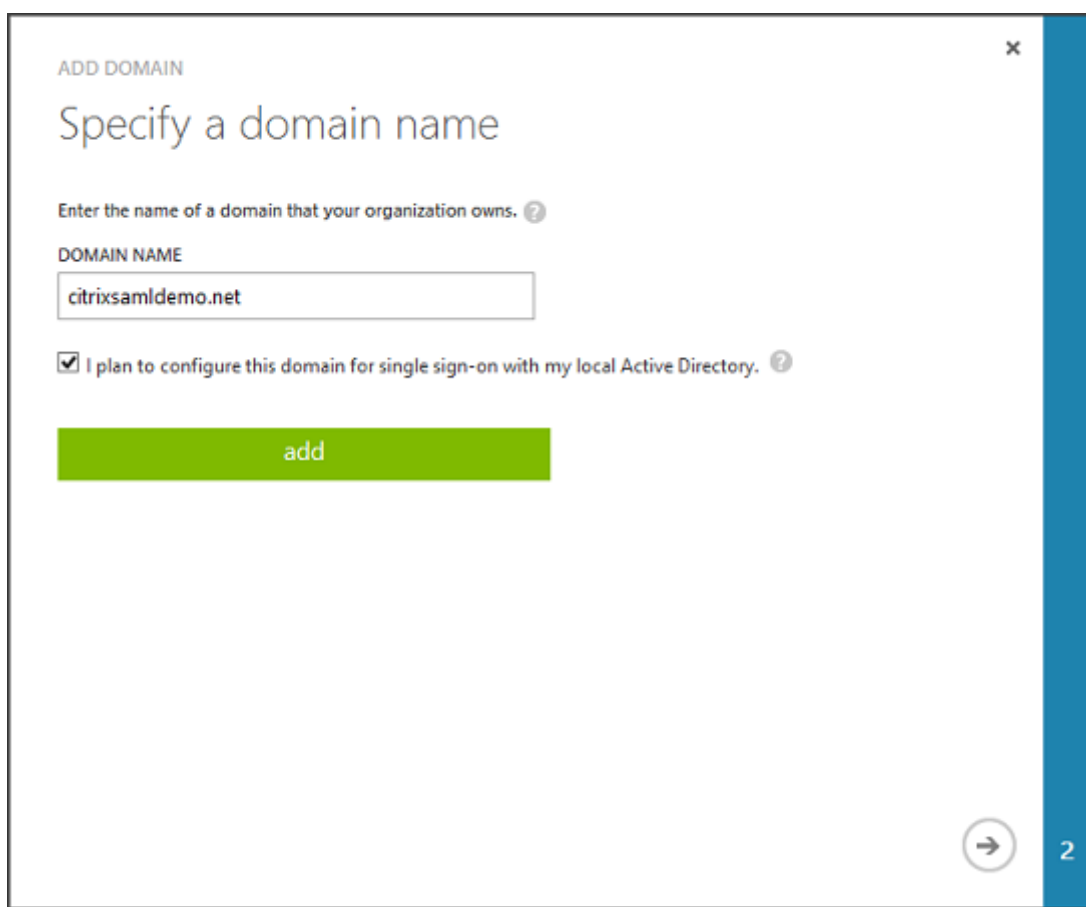 ADD DOMAIN
Specify a domain name
Enter the name of a domain that your organization owns. ?
DOMAIN NAME
citrixsamldemo.net
I plan to configure this domain for single sign-on with my local Active Directory. ?
add
2